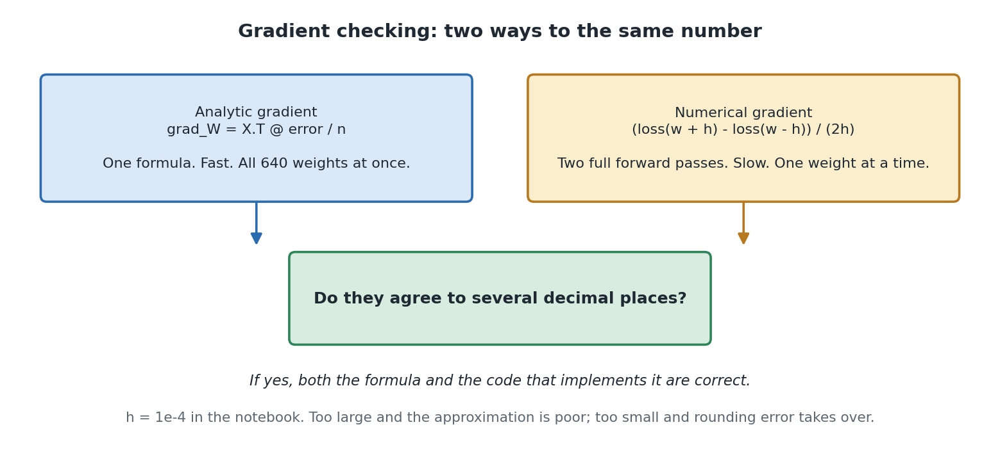 Gradient checking: two ways to the same number
Analytic gradient
grad_W = X.T @ error / n
One formula. Fast. All 640 weights at once.
Numerical gradient
(loss(w + h) - loss(w - h)) / (2h)
Two full forward passes. Slow. One weight at a time.
Do they agree to several decimal places?
If yes, both the formula and the code that implements it are correct.
h = 1e-4 in the notebook. Too large and the approximation is poor; too small and rounding error takes over.